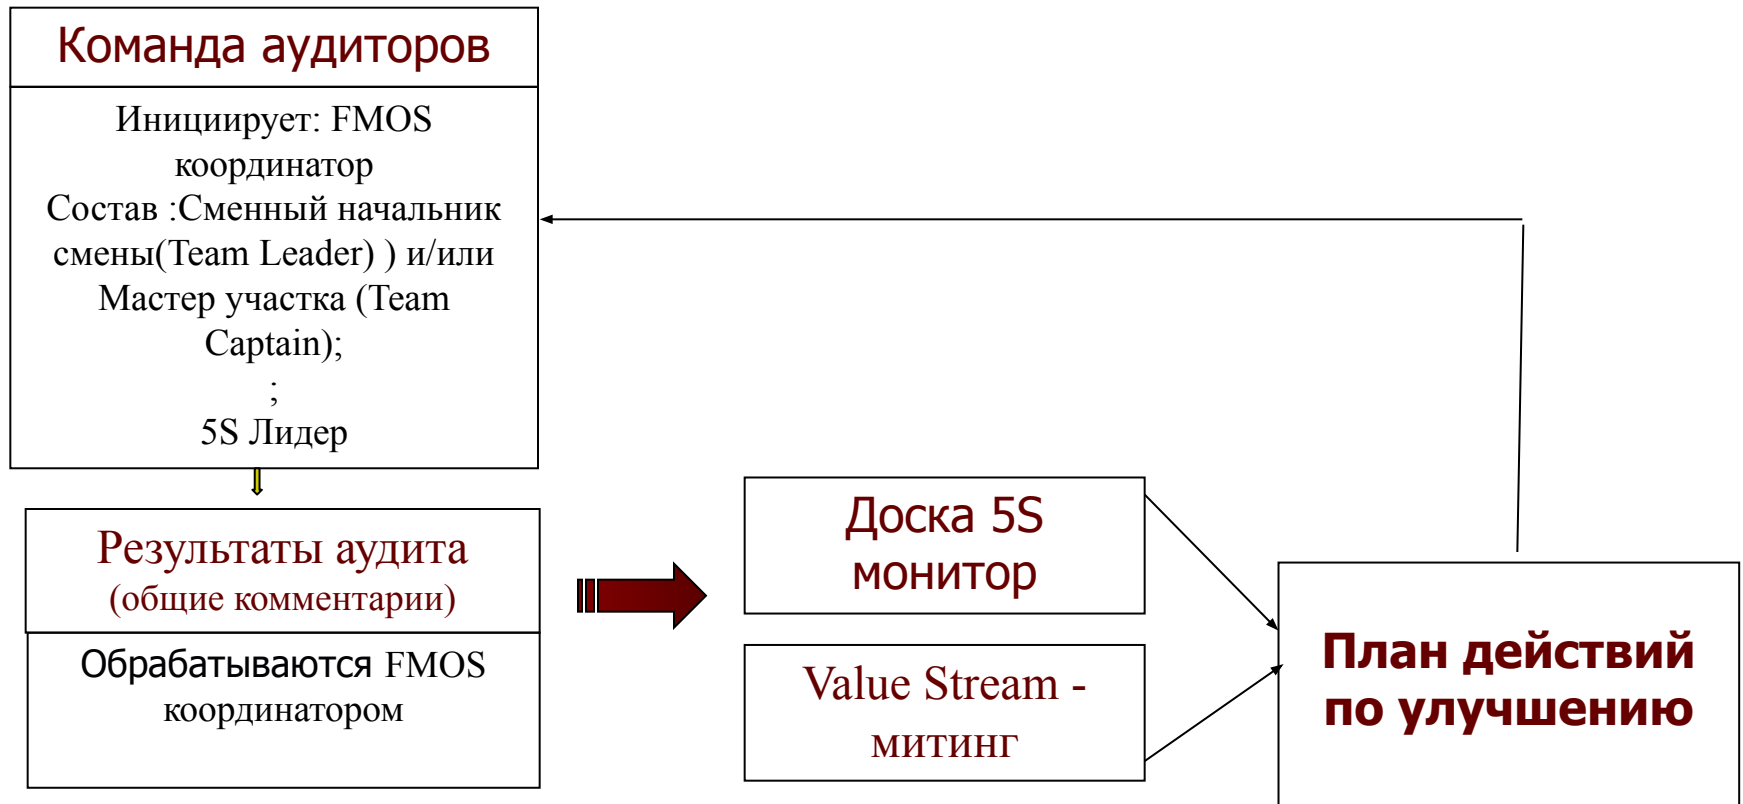 Команда аудиторов
Инициирует: FMOS
координатор
Состав :Сменный начальник
смены(Team Leader) ) и/или
Мастер участка (Team
Captain);
;
5S Лидер
Результаты аудита
(общие комментарии)
Обрабатываются FMOS
координатором
Доска 5S
монитор
Value Stream -
митинг
План действий
по улучшению